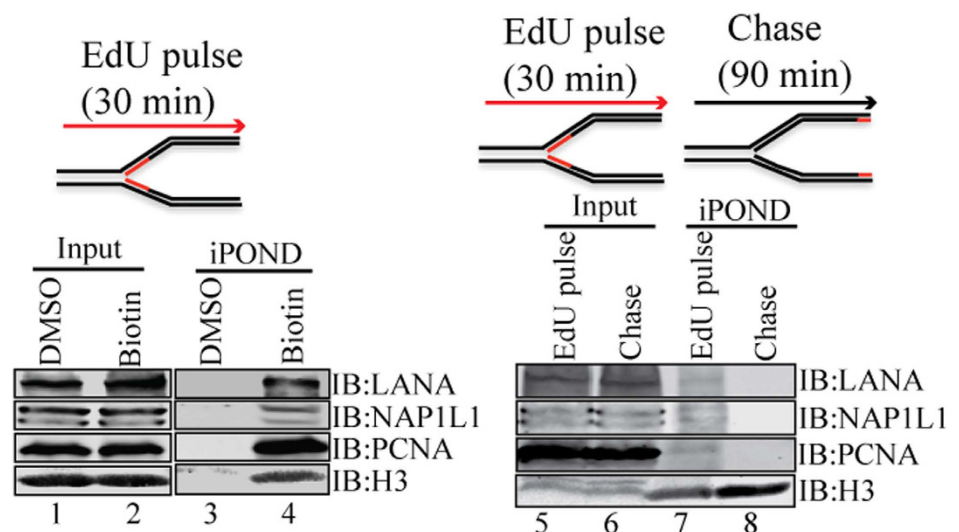 EdU pulse
(30 min)
Input
iPOND
DMSO
Biotin
DMSO
Biotin
IB:LANA
IB:NAP1L1
IB:PCNA
IB:H3
1 2 3 4
EdU pulse
(30 min)
Chase
(90 min)
Input
iPOND
EdU pulse
Chase
EdU pulse
Chase
IB:LANA
IB:NAP1L1
IB:PCNA
IB:H3
5 6 7 8